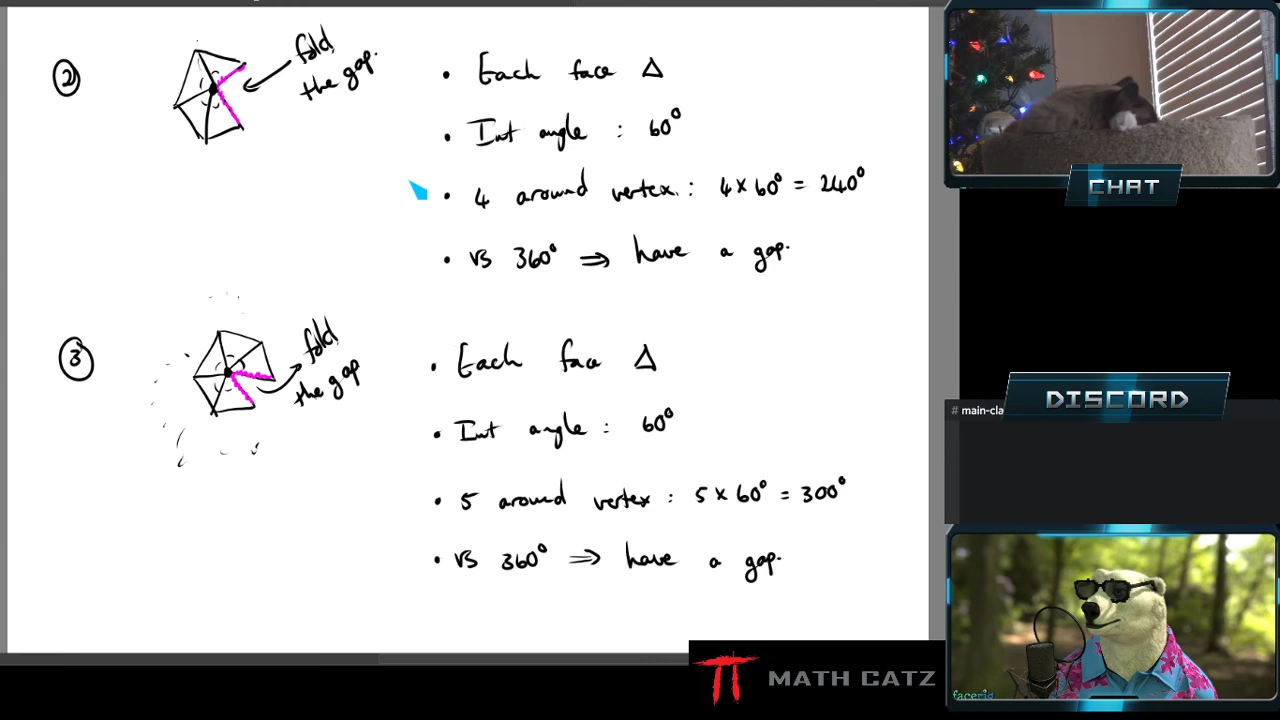 ②
fold
the gap.
• Each face Δ
• Int angle : 60°
• 4 around vertex. : 4 × 60° = 240°
• vs 360° ⇒ have a gap.
③
fold
the gap
• Each face Δ
• Int angle : 60°
• 5 around vertex : 5 × 60° = 300°
• vs 360° ⇒ have a gap.
CHAT
DISCORD
# main-cla
facerig
π MATH CATZ